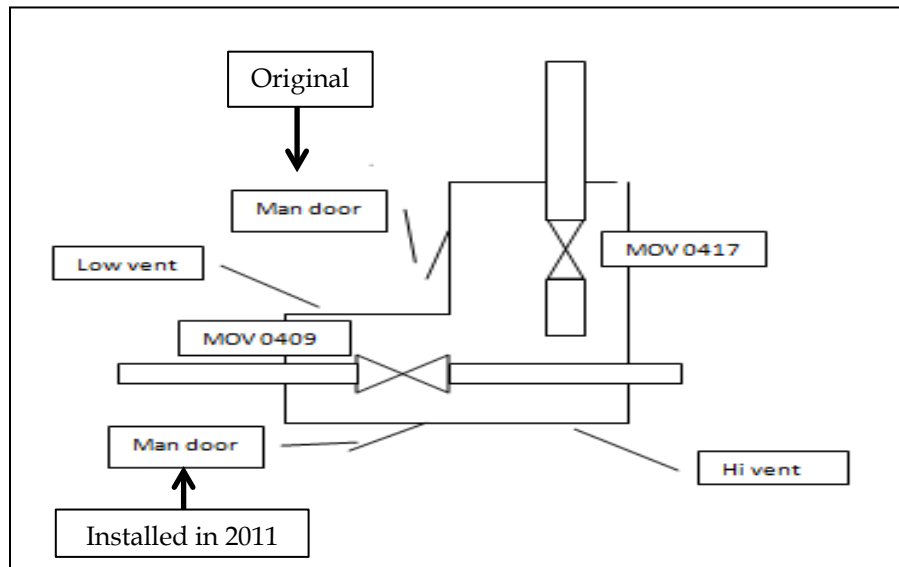 Original
Man door
MOV 0417
Low vent
MOV 0409
Man door
Hi vent
Installed in 2011